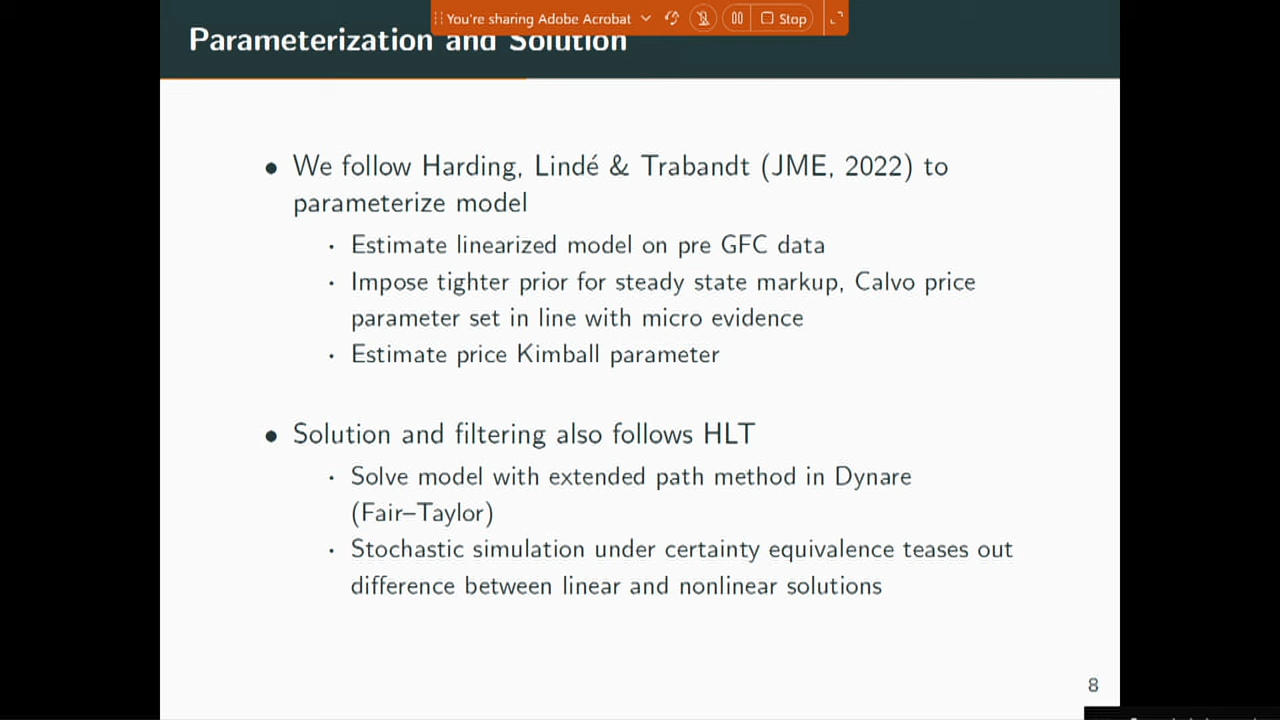 You're sharing Adobe Acrobat
Stop
Parameterization and Solution
• We follow Harding, Lindé & Trabandt (JME, 2022) to
parameterize model
· Estimate linearized model on pre GFC data
· Impose tighter prior for steady state markup, Calvo price
parameter set in line with micro evidence
· Estimate price Kimball parameter
• Solution and filtering also follows HLT
· Solve model with extended path method in Dynare
(Fair–Taylor)
· Stochastic simulation under certainty equivalence teases out
difference between linear and nonlinear solutions
8